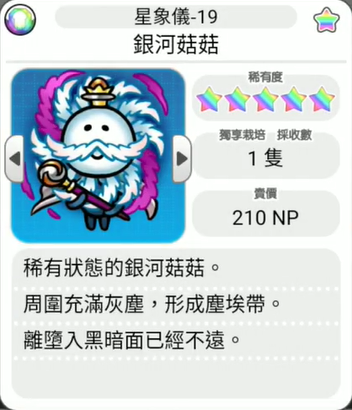 星象儀-19
銀河菇菇
稀有度
獨享栽培 採收數
1 隻
賣價
210 NP
稀有狀態的銀河菇菇。
周圍充滿灰塵，形成塵埃帶。
離墮入黑暗面已經不遠。